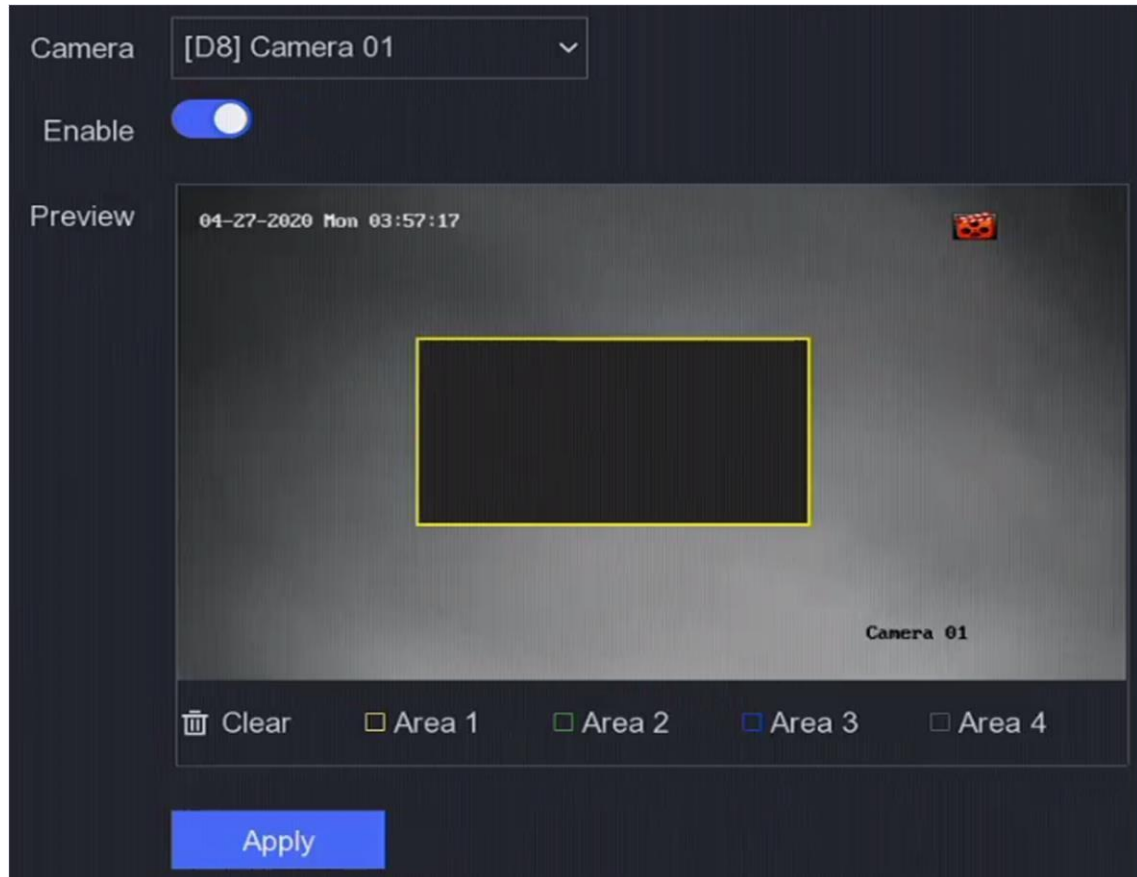 Camera [D8] Camera 01
Enable
Preview
04-27-2020 Mon 03:57:17
Camera 01
Clear Area 1 Area 2 Area 3 Area 4
Apply